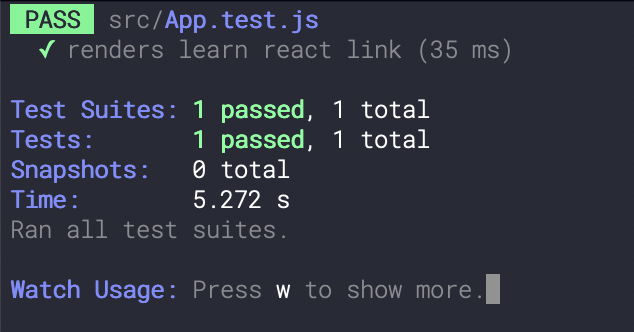 PASS src/App.test.js
✓ renders learn react link (35 ms)
Test Suites: 1 passed, 1 total
Tests: 1 passed, 1 total
Snapshots: 0 total
Time: 5.272 s
Ran all test suites.
Watch Usage: Press w to show more.